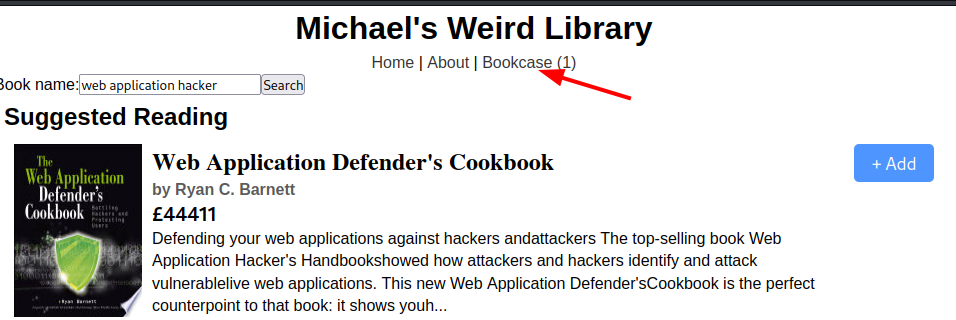 Michael's Weird Library
Home | About | Bookcase (1)
Book name: web application hacker Search
Suggested Reading
The
Web Application
Defender's
Cookbook
Battling
Hackers and
Protecting
Users
Ryan Barnett
Web Application Defender's Cookbook
+ Add
by Ryan C. Barnett
£44411
Defending your web applications against hackers andattackers The top-selling book Web
Application Hacker's Handbookshowed how attackers and hackers identify and attack
vulnerablelive web applications. This new Web Application Defender'sCookbook is the perfect
counterpoint to that book: it shows youh...